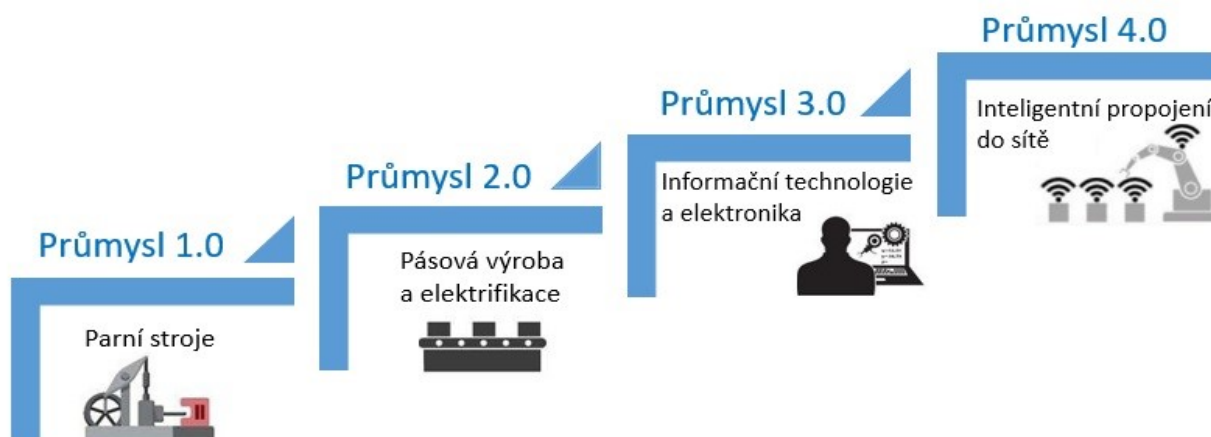 Průmysl 1.0
Parní stroje
Průmysl 2.0
Pásová výroba
a elektrifikace
Průmysl 3.0
Informační technologie
a elektronika
Průmysl 4.0
Inteligentní propojení
do sítě